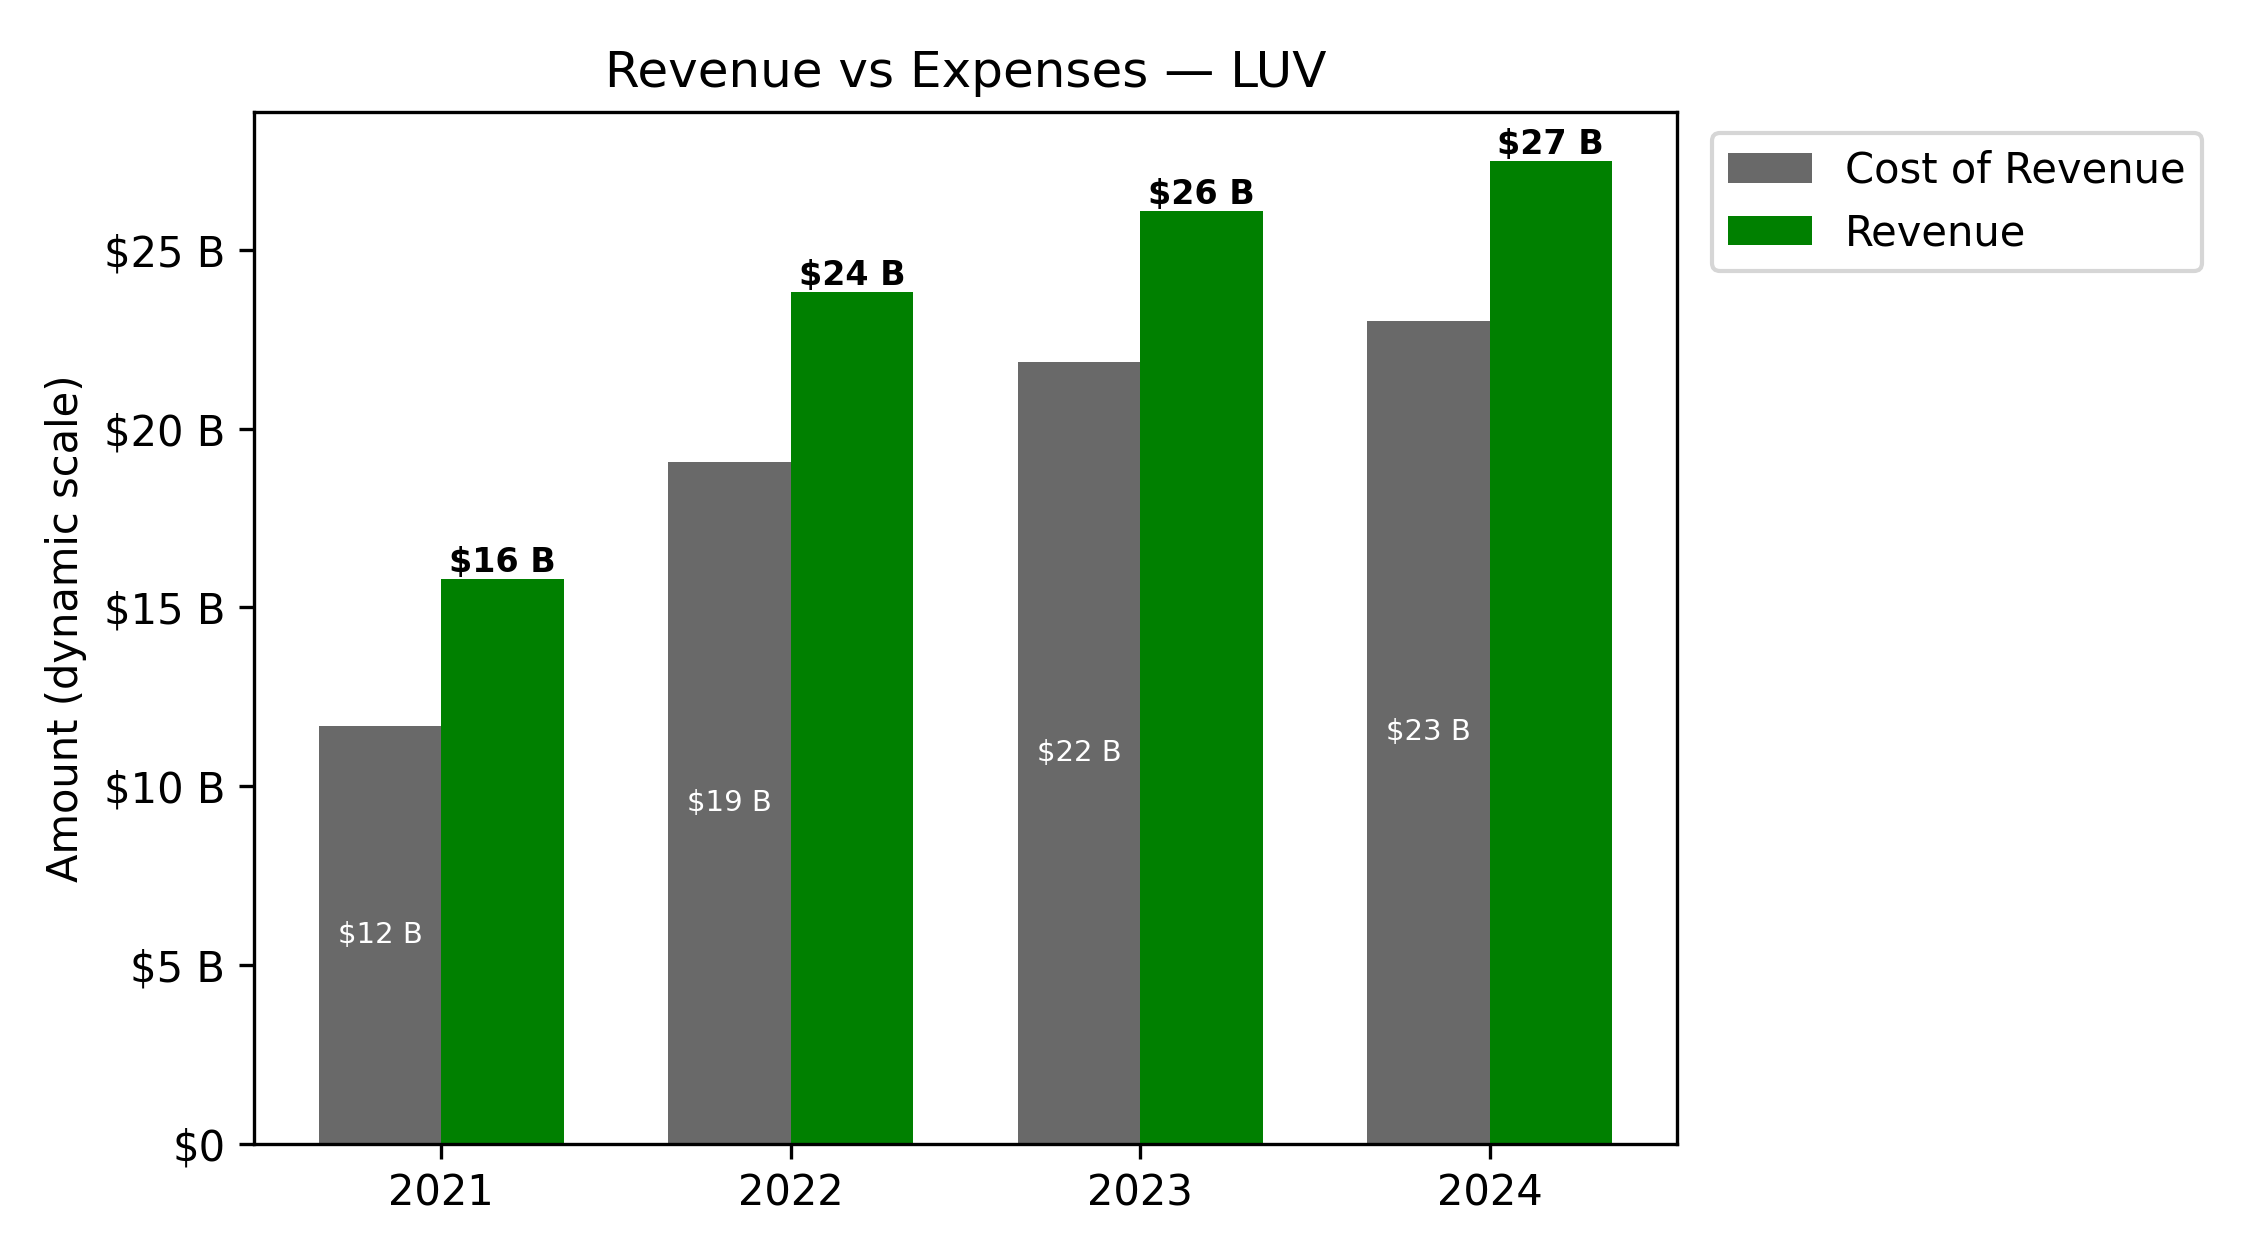 Revenue vs Expenses — LUV
Cost of Revenue
Revenue
Amount (dynamic scale)
$25 B
$20 B
$15 B
$10 B
$5 B
$0
$16 B
$24 B
$26 B
$27 B
$12 B
$19 B
$22 B
$23 B
2021
2022
2023
2024